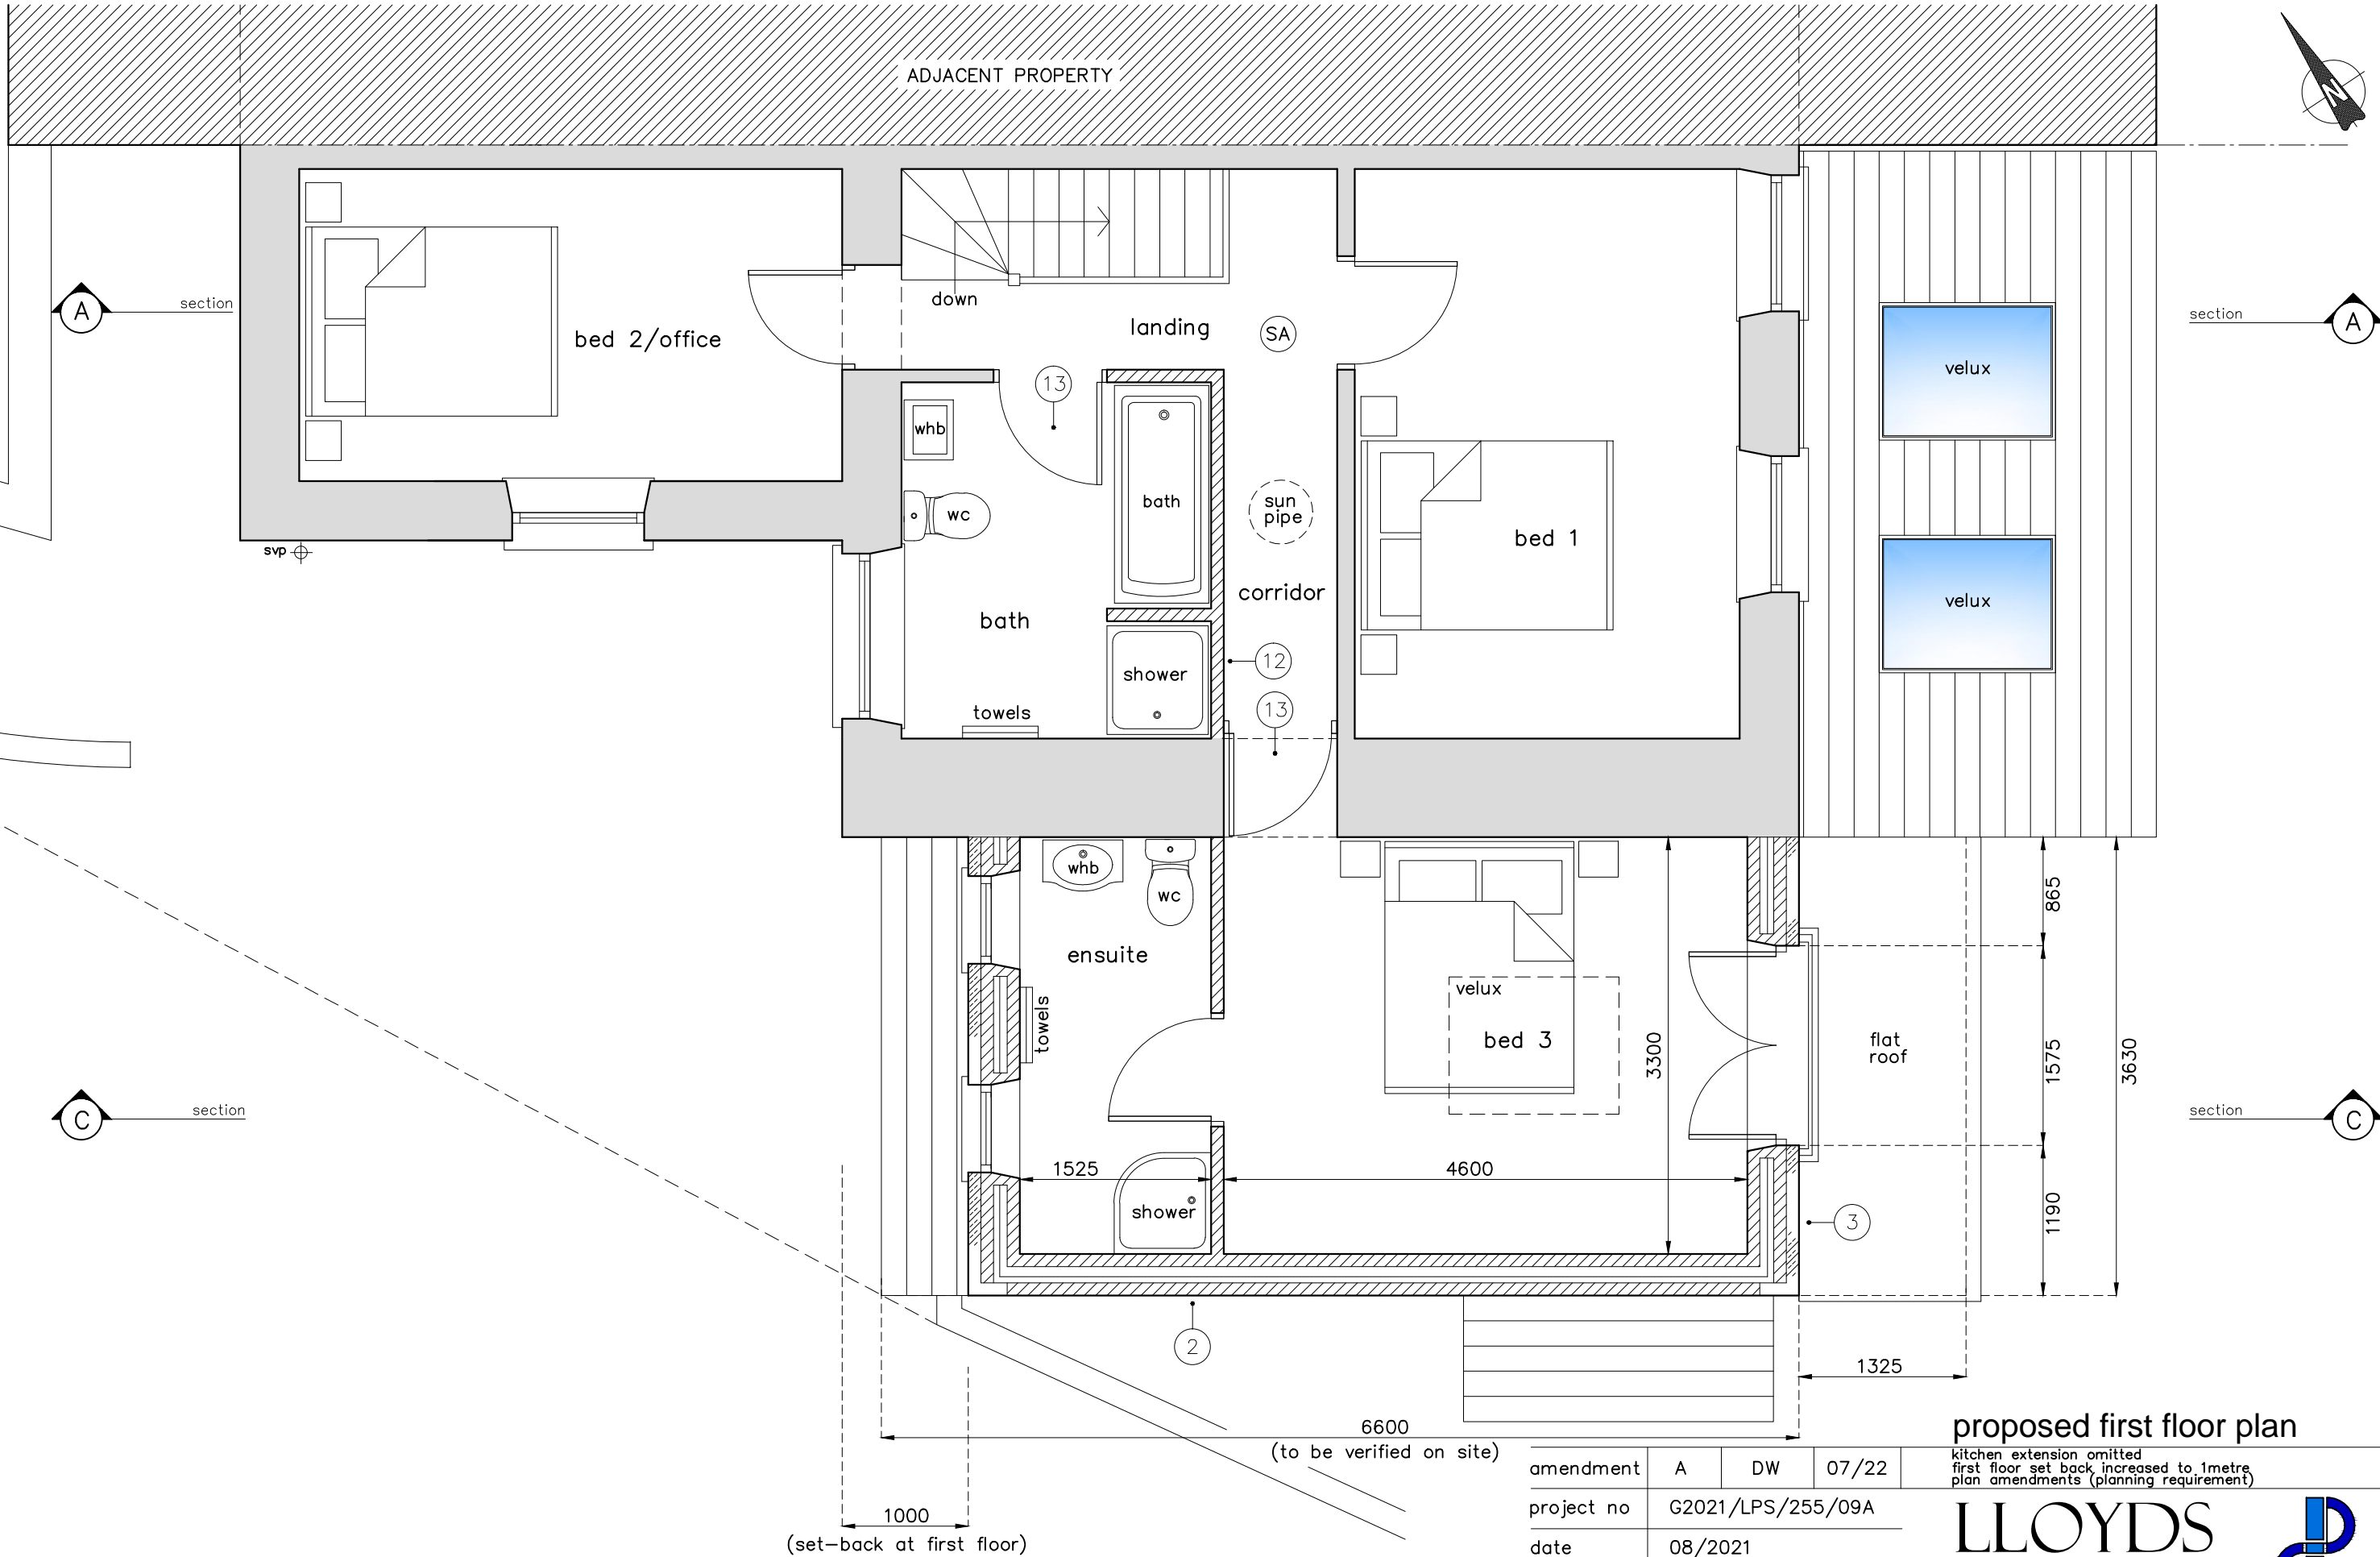 ADJACENT PROPERTY
N
A
section
down
bed 2/office
landing
SA
section
A
velux
13
whb
wc
bath
sun
pipe
bed 1
svp
corridor
velux
bath
shower
12
13
towels
whb
wc
ensuite
towels
velux
bed 3
3300
flat
roof
865
1575
1190
3630
C
section
section
C
1525
4600
shower
3
2
1325
6600
(to be verified on site)
1000
(set-back at first floor)
proposed first floor plan
kitchen extension omitted
first floor set back increased to 1metre
plan amendments (planning requirement)
amendment A DW 07/22
project no G2021/LPS/255/09A
date 08/2021
LLOYDS